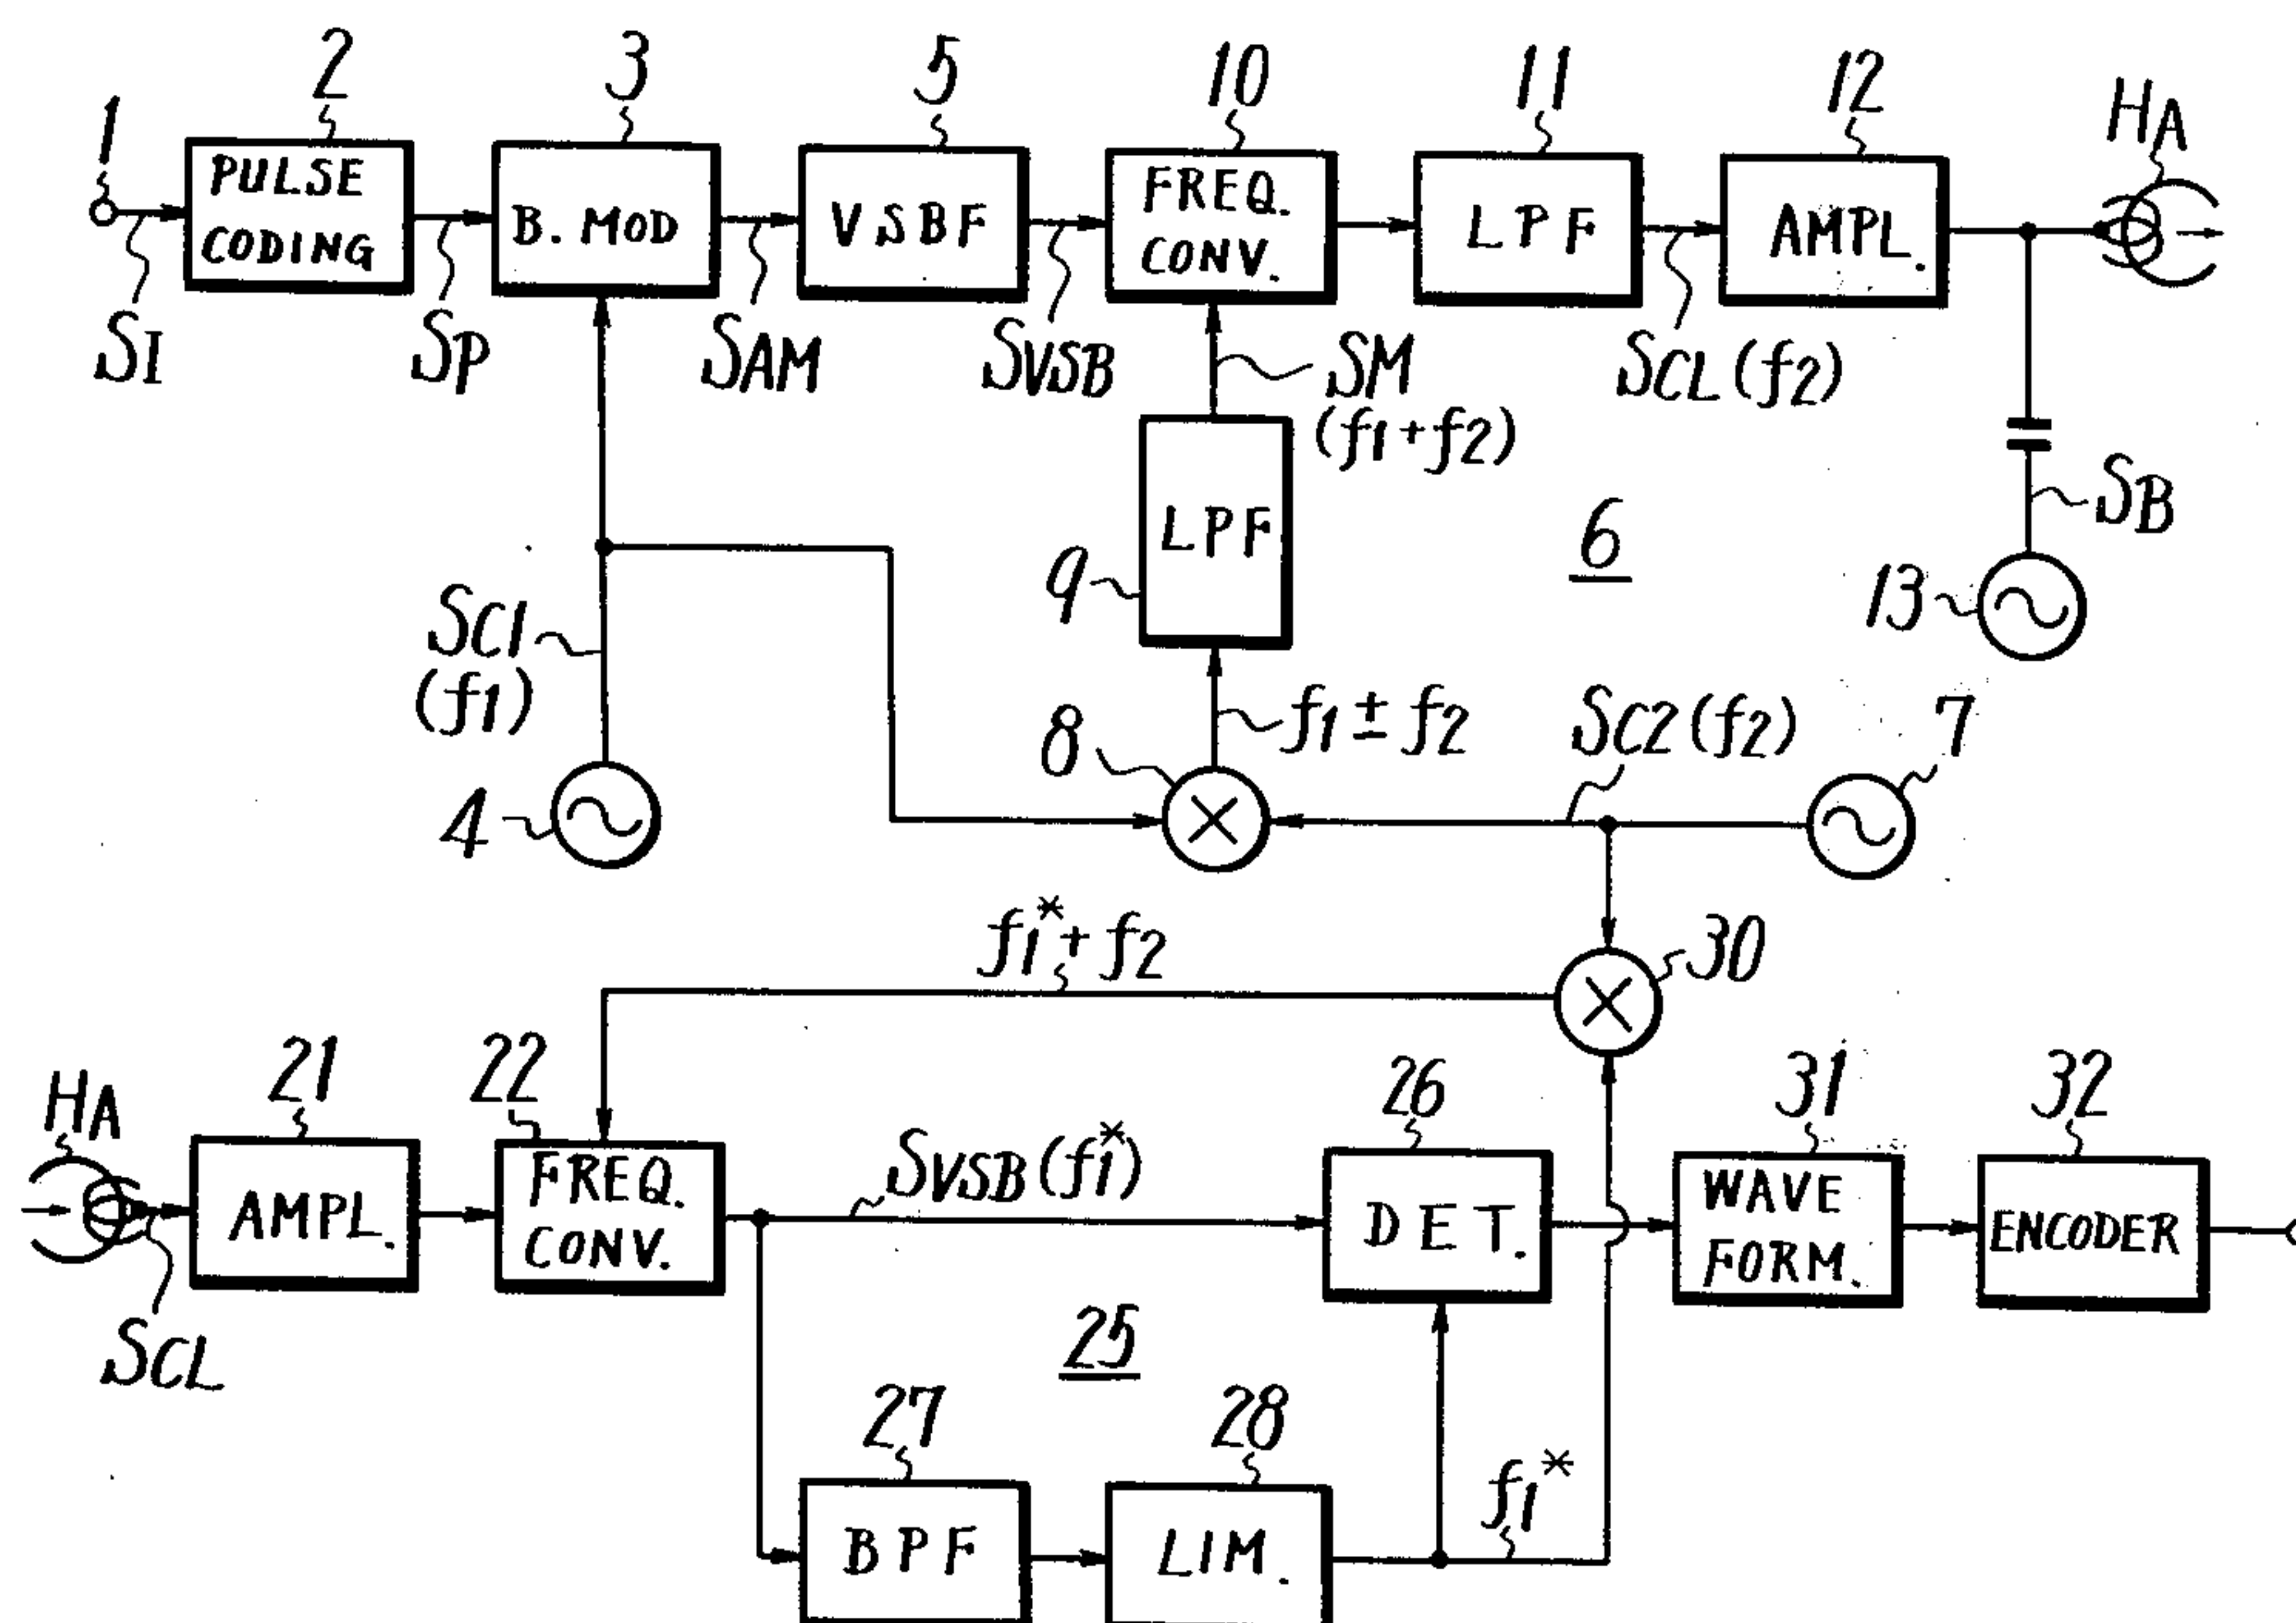 1
2
3
5
10
11
12
HA
PULSE
CODING
B. MOD
VSBF
FREQ.
CONV.
LPF
AMPL.
SI
SP
SAM
SVSB
SM
(f1+f2)
SCL (f2)
LPF
9
6
SB
13
SC1
(f1)
4
8
f1 ± f2
SC2 (f2)
7
f1* + f2
30
HA
21
22
26
31
32
AMPL.
FREQ.
CONV.
SVSB (f1*)
DET.
WAVE
FORM.
ENCODER
SCL
25
27
28
f1*
BPF
LIM.